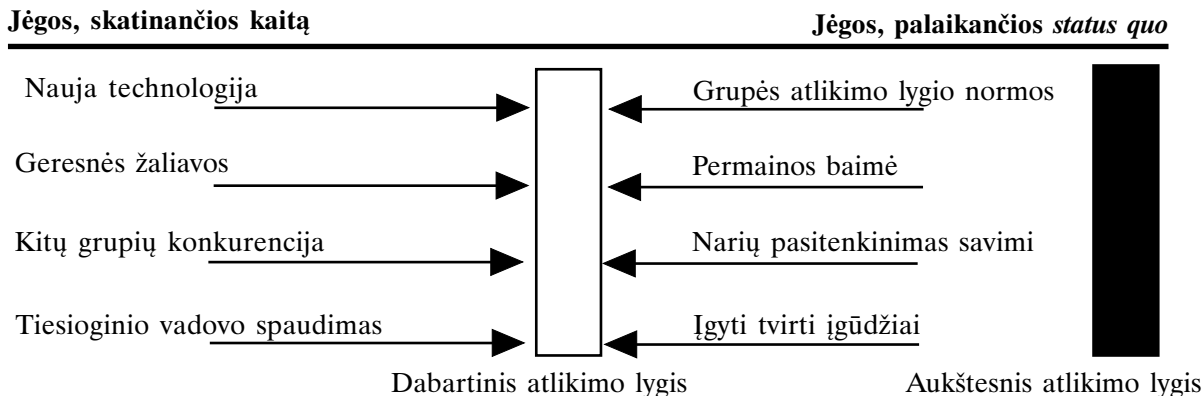 Jėgos, skatinančios kaitą
Jėgos, palaikančios status quo
Nauja technologija
Grupės atlikimo lygio normos
Geresnės žaliavos
Permainos baimė
Kitų grupių konkurencija
Narių pasitenkinimas savimi
Tiesioginio vadovo spaudimas
Įgyti tvirti įgūdžiai
Dabartinis atlikimo lygis
Aukštesnis atlikimo lygis